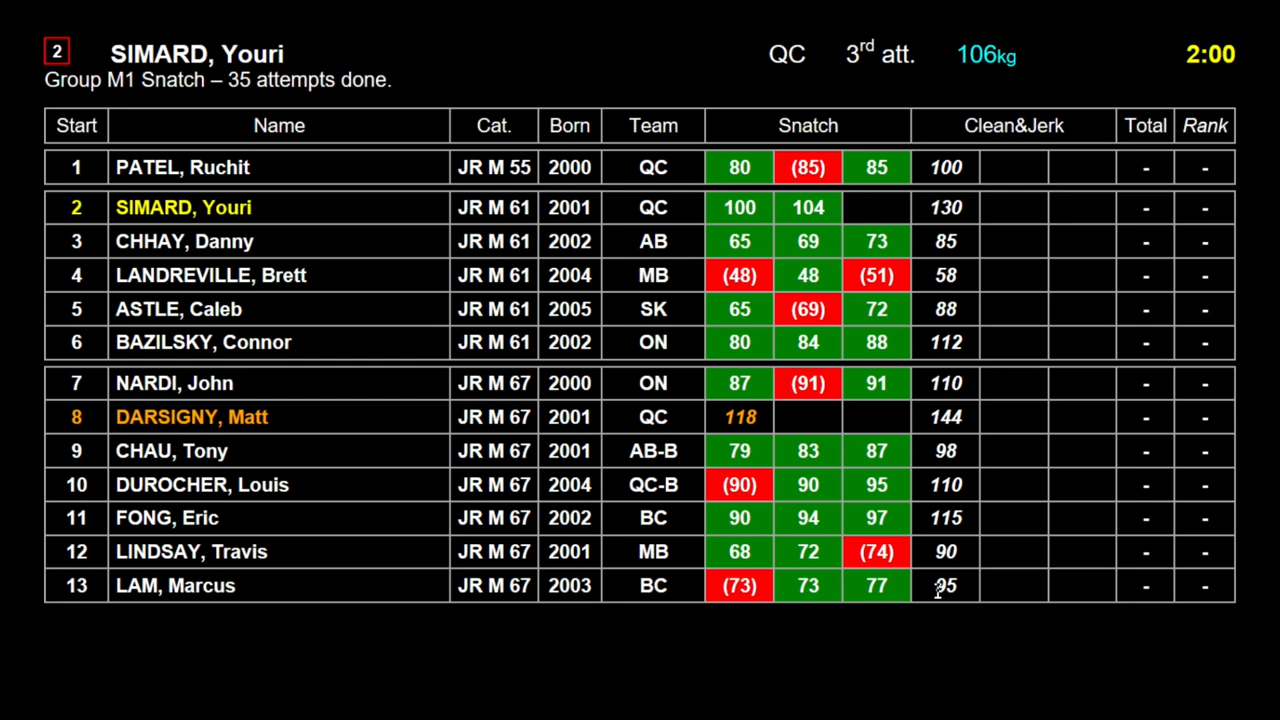 2 SIMARD, Youri QC 3rd att. 106kg 2:00
Group M1 Snatch – 35 attempts done.
Start Name Cat. Born Team Snatch Clean&Jerk Total Rank
1 PATEL, Ruchit JR M 55 2000 QC 80 (85) 85 100 - -
2 SIMARD, Youri JR M 61 2001 QC 100 104 130 - -
3 CHHAY, Danny JR M 61 2002 AB 65 69 73 85 - -
4 LANDREVILLE, Brett JR M 61 2004 MB (48) 48 (51) 58 - -
5 ASTLE, Caleb JR M 61 2005 SK 65 (69) 72 88 - -
6 BAZILSKY, Connor JR M 61 2002 ON 80 84 88 112 - -
7 NARDI, John JR M 67 2000 ON 87 (91) 91 110 - -
8 DARSIGNY, Matt JR M 67 2001 QC 118 144 - -
9 CHAU, Tony JR M 67 2001 AB-B 79 83 87 98 - -
10 DUROCHER, Louis JR M 67 2004 QC-B (90) 90 95 110 - -
11 FONG, Eric JR M 67 2002 BC 90 94 97 115 - -
12 LINDSAY, Travis JR M 67 2001 MB 68 72 (74) 90 - -
13 LAM, Marcus JR M 67 2003 BC (73) 73 77 95 - -